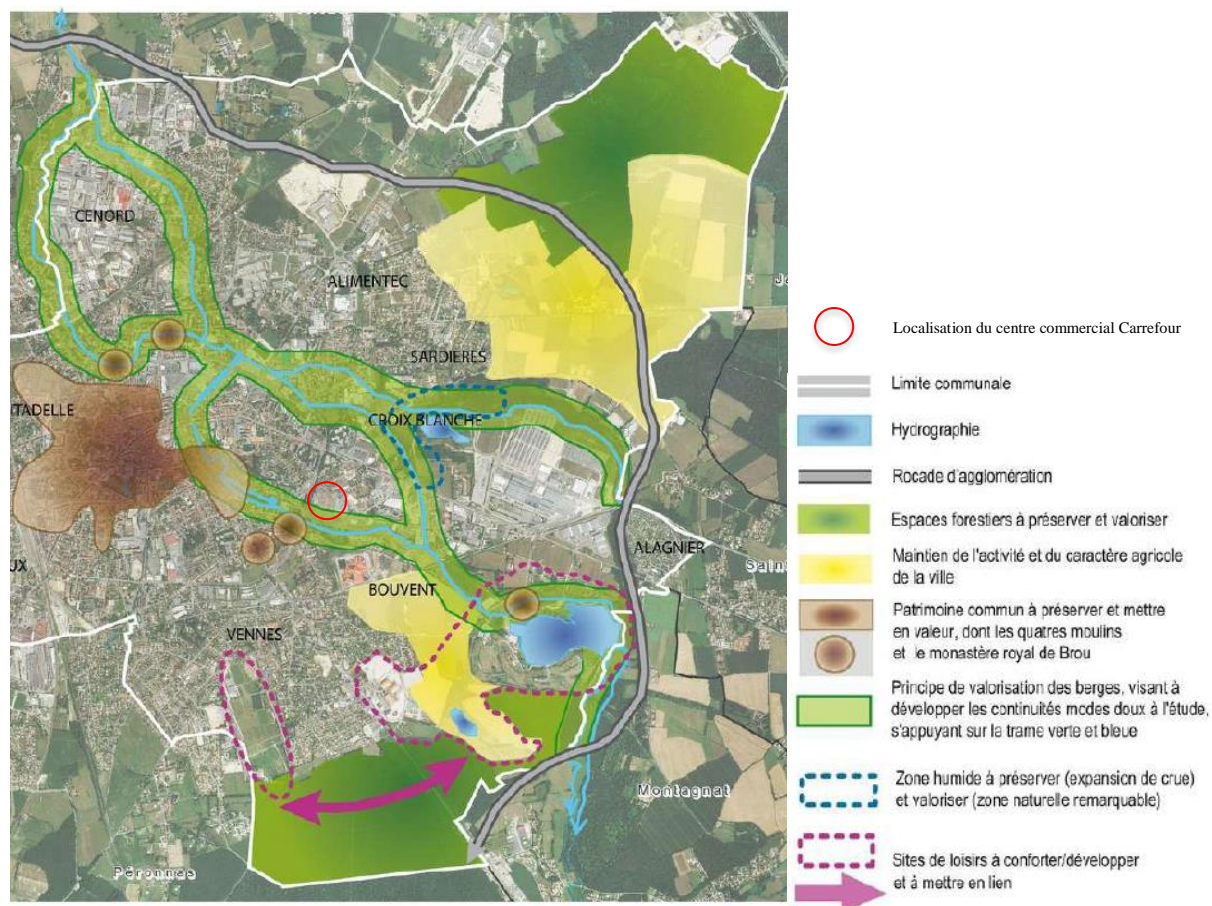 CENORD
ALIMENTEC
SARDIERES
TADELLE
CROIX BLANCHE
ALAGNIER
UX
BOUVENT
VENNES
Montagnat
Péronnas
Localisation du centre commercial Carrefour
Limite communale
Hydrographie
Rocade d'agglomération
Espaces forestiers à préserver et valoriser
Maintien de l'activité et du caractère agricole
de la ville
Patrimoine commun à préserver et mettre
en valeur, dont les quatres moulins
et le monastère royal de Brou
Principe de valorisation des berges, visant à
développer les continuités modes doux à l'étude,
s'appuyant sur la trame verte et bleue
Zone humide à préserver (expansion de crue)
et valoriser (zone naturelle remarquable)
Sites de loisirs à conforter/développer
et à mettre en lien